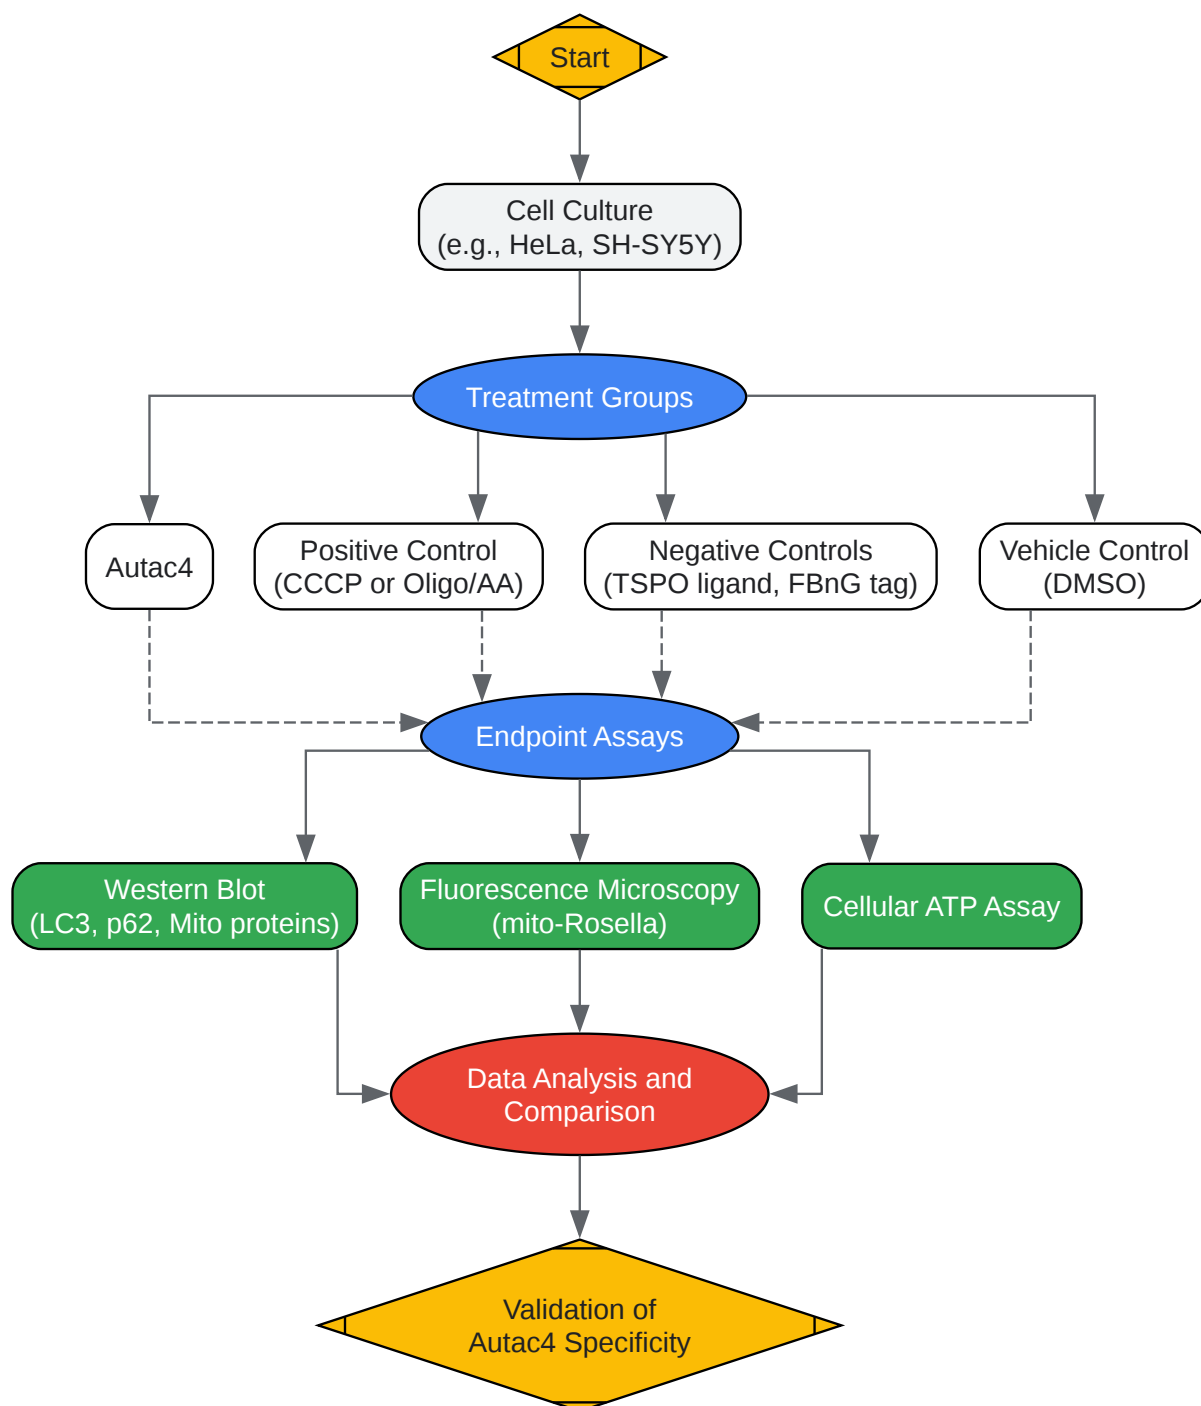 Start
Cell Culture
(e.g., HeLa, SH-SY5Y)
Treatment Groups
Autac4
Positive Control
(CCCP or Oligo/AA)
Negative Controls
(TSPO ligand, FBnG tag)
Vehicle Control
(DMSO)
Endpoint Assays
Western Blot
(LC3, p62, Mito proteins)
Fluorescence Microscopy
(mito-Rosella)
Cellular ATP Assay
Data Analysis and
Comparison
Validation of
Autac4 Specificity